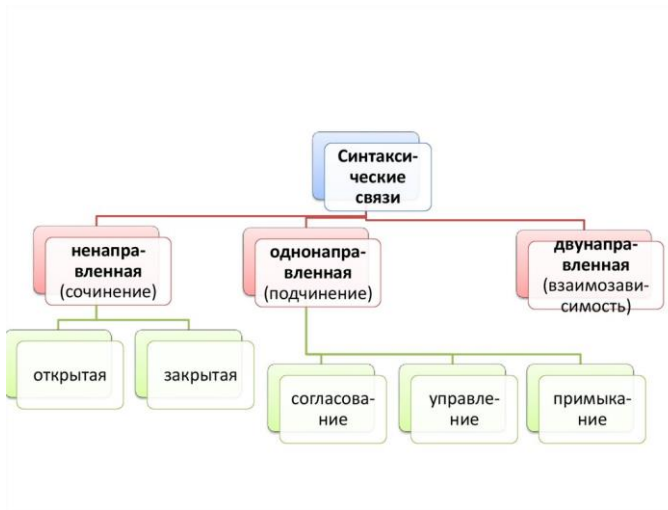 Синтакси-
ческие
связи
ненапра-
вленная
(сочинение)
однонапра-
вленная
(подчинение)
двунапра-
вленная
(взаимозави-
симость)
открытая
закрытая
согласова-
ние
управле-
ние
примыка-
ние